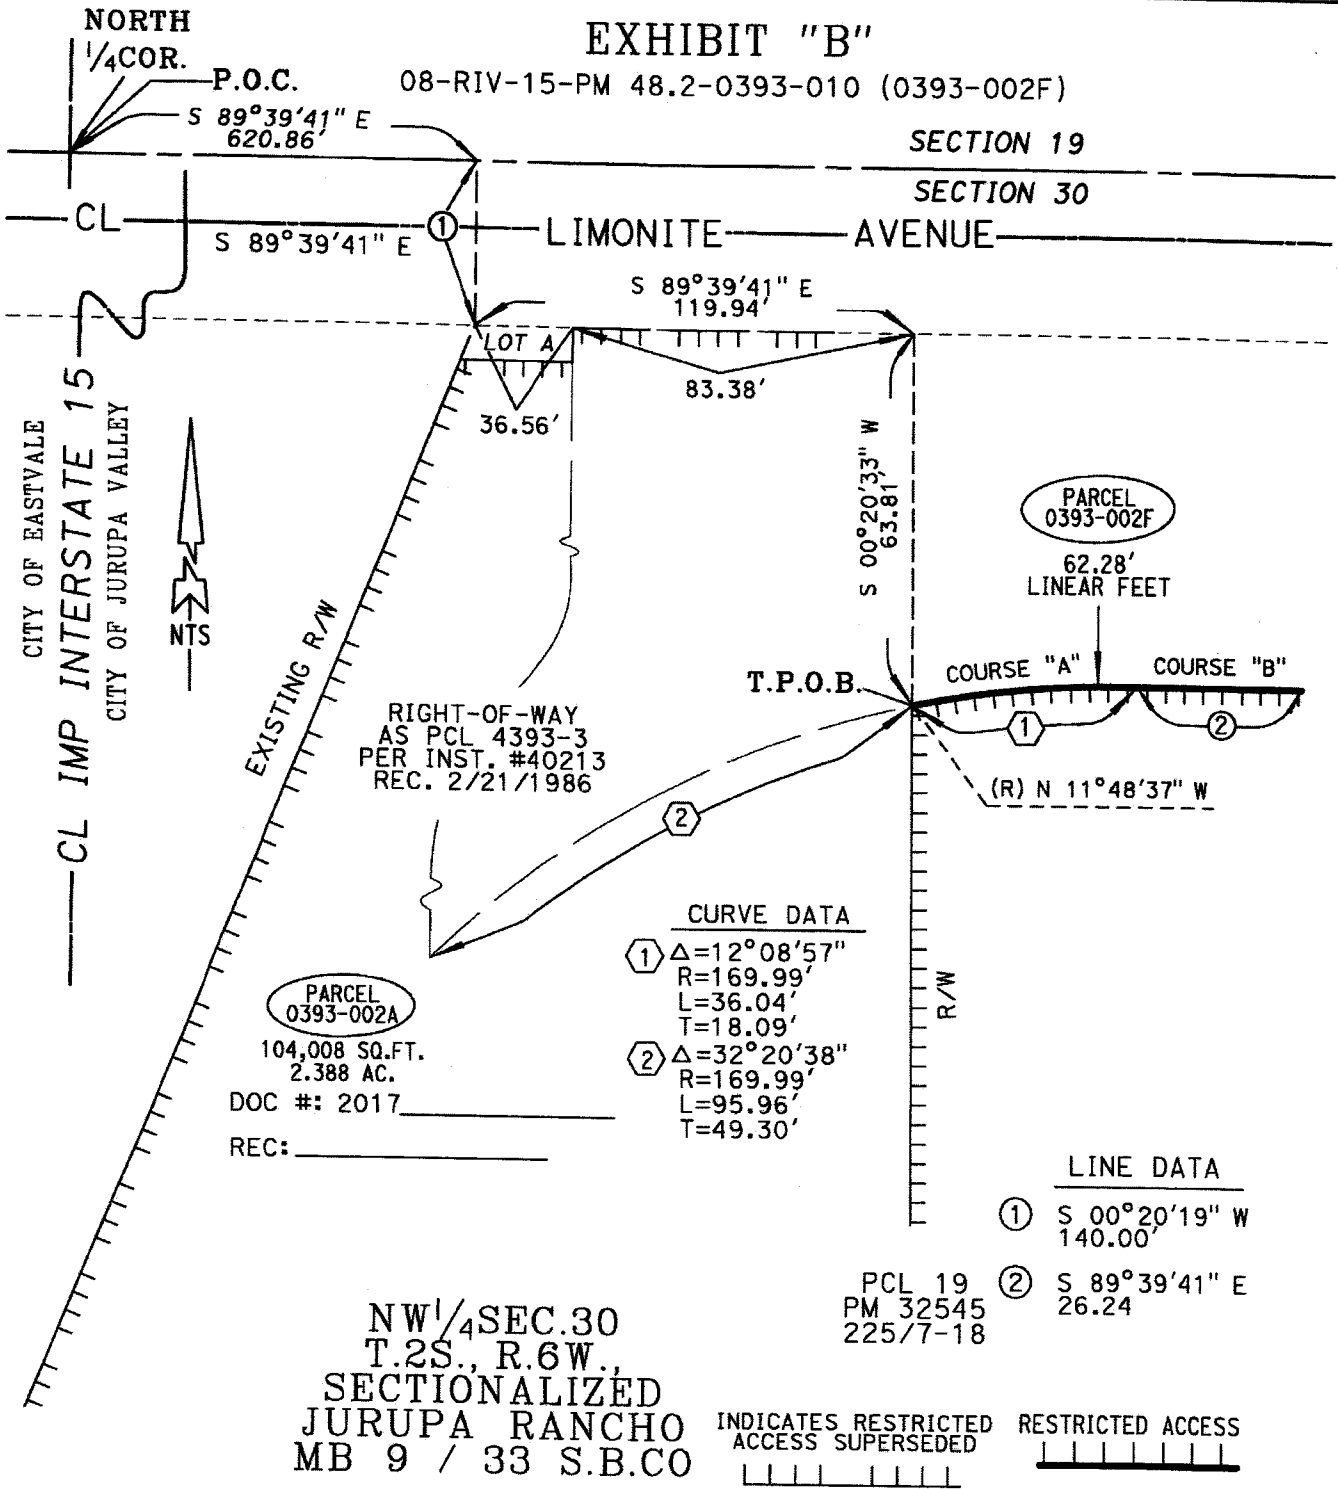 EXHIBIT "B"
08-RIV-15-PM 48.2-0393-010 (0393-002F)
NORTH
1/4 COR.
P.O.C.
S 89°39'41" E
620.86'
SECTION 19
SECTION 30
CL
S 89°39'41" E
1
LIMONITE AVENUE
S 89°39'41" E
119.94'
LOT A
36.56'
83.38'
S 00°20'33" W
63.81'
CITY OF EASTVALE
CL IMP INTERSTATE 15
CITY OF JURUPA VALLEY
NTS
EXISTING R/W
PARCEL
0393-002F
62.28'
LINEAR FEET
COURSE "A"
COURSE "B"
T.P.O.B.
1
2
(R) N 11°48'37" W
RIGHT-OF-WAY
AS PCL 4393-3
PER INST. #40213
REC. 2/21/1986
2
R/W
CURVE DATA
1 Δ=12°08'57"
R=169.99'
L=36.04'
T=18.09'
2 Δ=32°20'38"
R=169.99'
L=95.96'
T=49.30'
PARCEL
0393-002A
104,008 SQ.FT.
2.388 AC.
DOC #: 2017
REC:
LINE DATA
1 S 00°20'19" W
140.00'
2 S 89°39'41" E
26.24
PCL 19
PM 32545
225/7-18
NW 1/4 SEC.30
T.2S., R.6W.,
SECTIONALIZED
JURUPA RANCHO
MB 9 / 33 S.B.CO
INDICATES RESTRICTED
ACCESS SUPERSEDED
RESTRICTED ACCESS